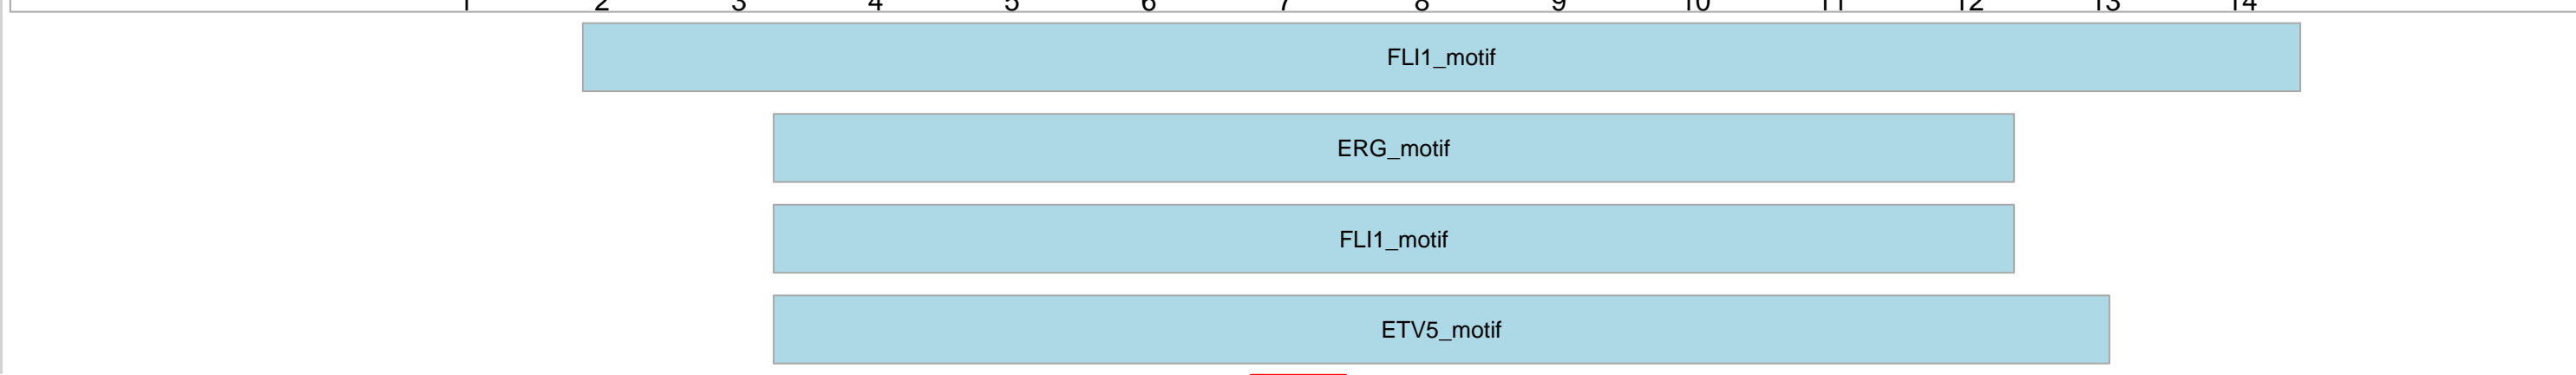 1 2 3 4 5 6 7 8 9 10 11 12 13 14
FLI1_motif
ERG_motif
FLI1_motif
ETV5_motif